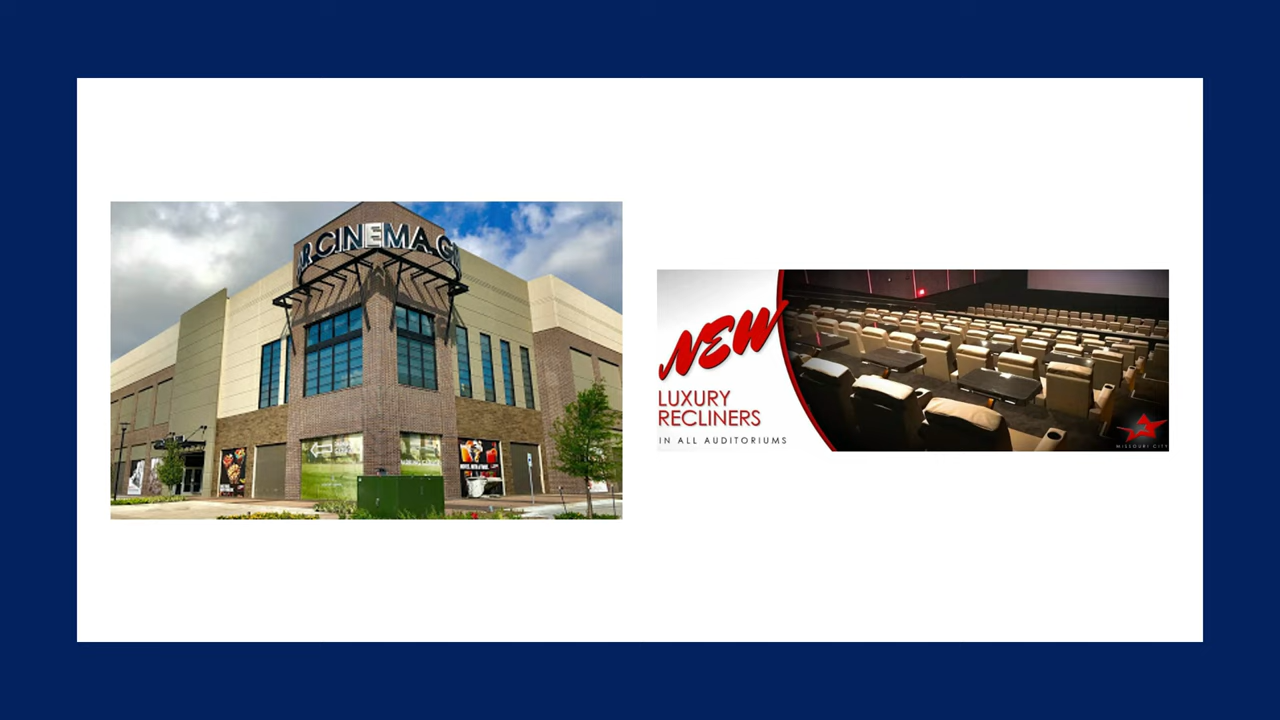 R CINEMA G
NEW
LUXURY
RECLINERS
IN ALL AUDITORIUMS
MISSOURI CITY